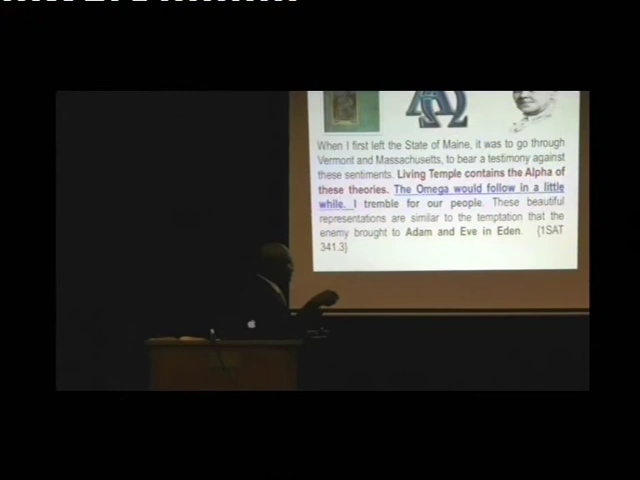 ΑΩ
When I first left the State of Maine, it was to go through
Vermont and Massachusetts, to bear a testimony against
these sentiments. Living Temple contains the Alpha of
these theories. The Omega would follow in a little
while. I tremble for our people. These beautiful
representations are similar to the temptation that the
enemy brought to Adam and Eve in Eden. {1SAT
341.3}